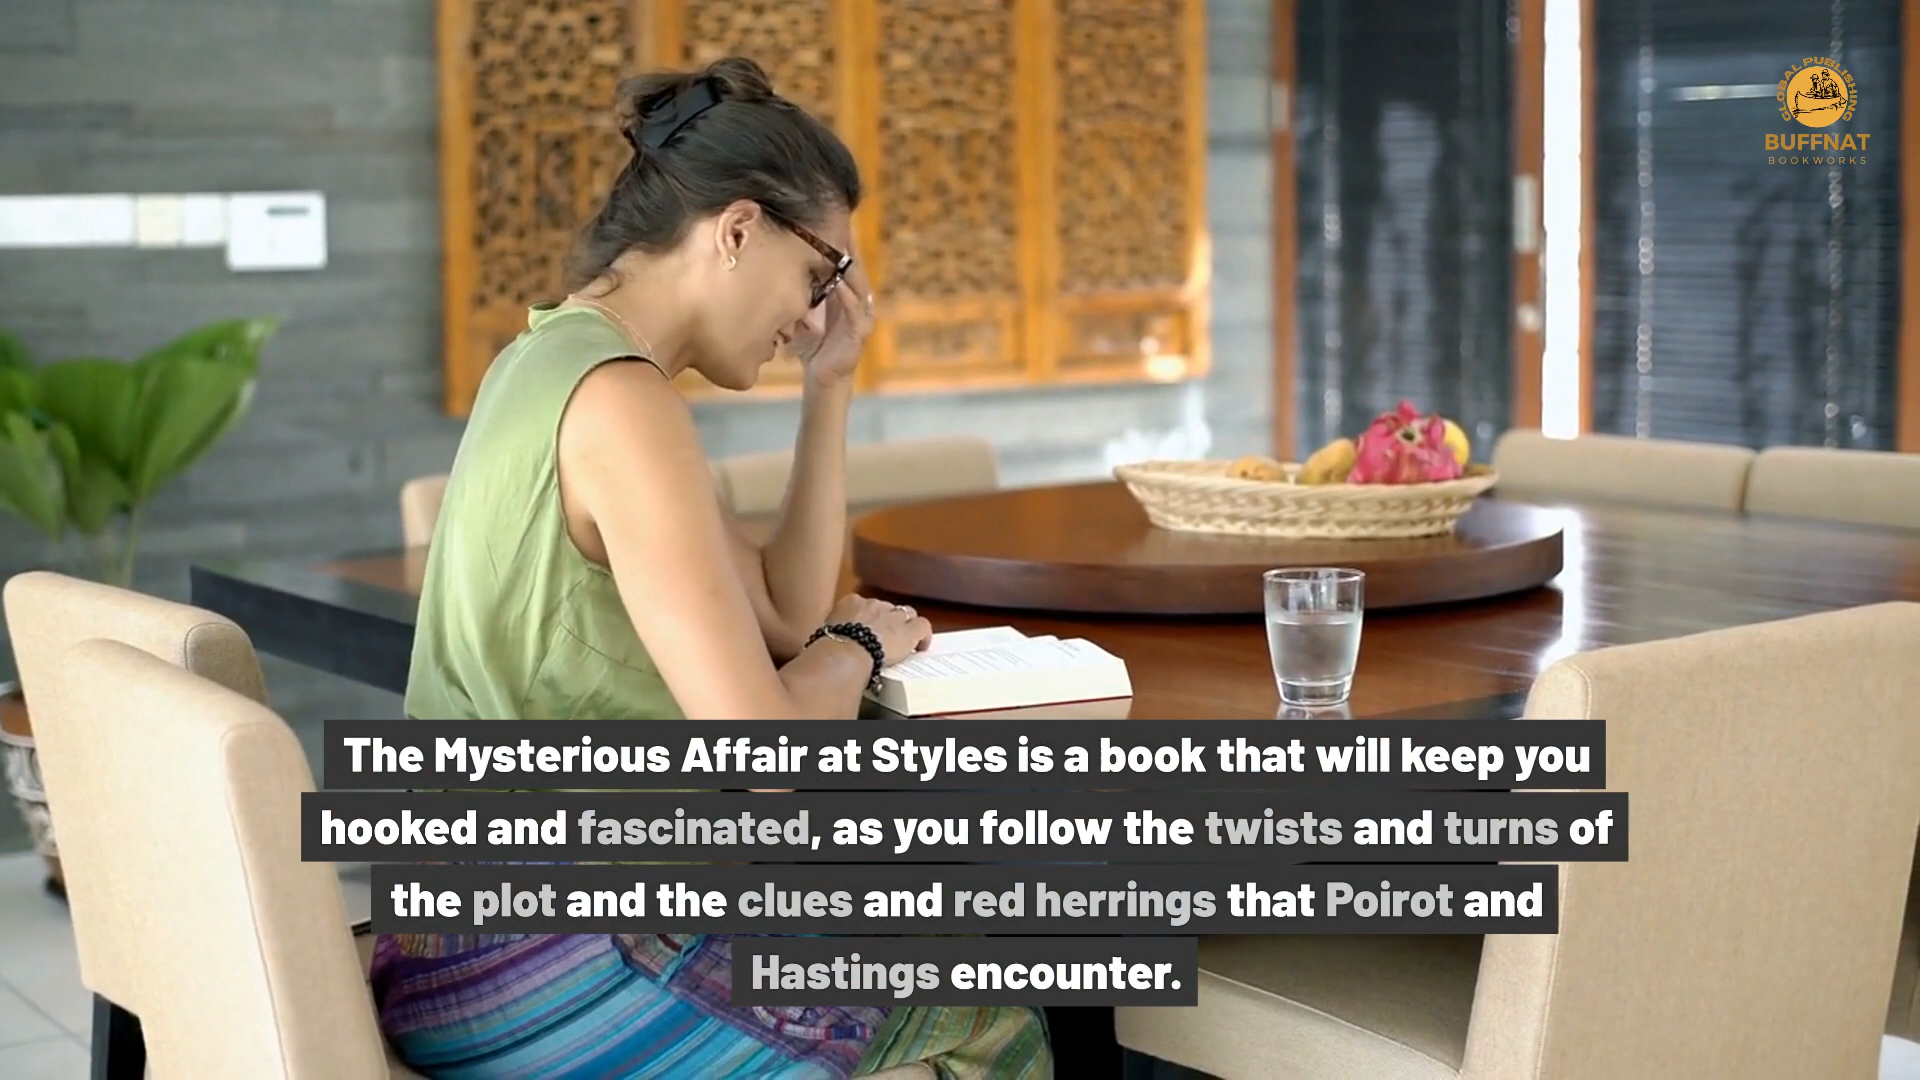 GLOBAL PUBLISHING
BUFFNAT
BOOKWORKS
The Mysterious Affair at Styles is a book that will keep you
hooked and fascinated, as you follow the twists and turns of
the plot and the clues and red herrings that Poirot and
Hastings encounter.